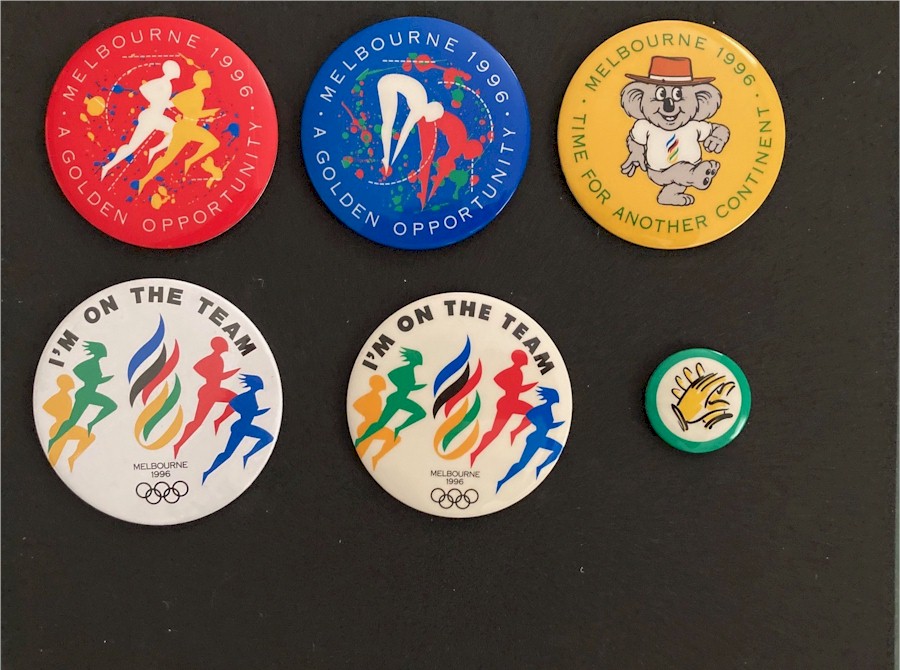 MELBOURNE 1996
• A GOLDEN OPPORTUNITY •
MELBOURNE 1996
• A GOLDEN OPPORTUNITY •
MELBOURNE 1996
• TIME FOR ANOTHER CONTINENT •
I'M ON THE TEAM
MELBOURNE
1996
I'M ON THE TEAM
MELBOURNE
1996